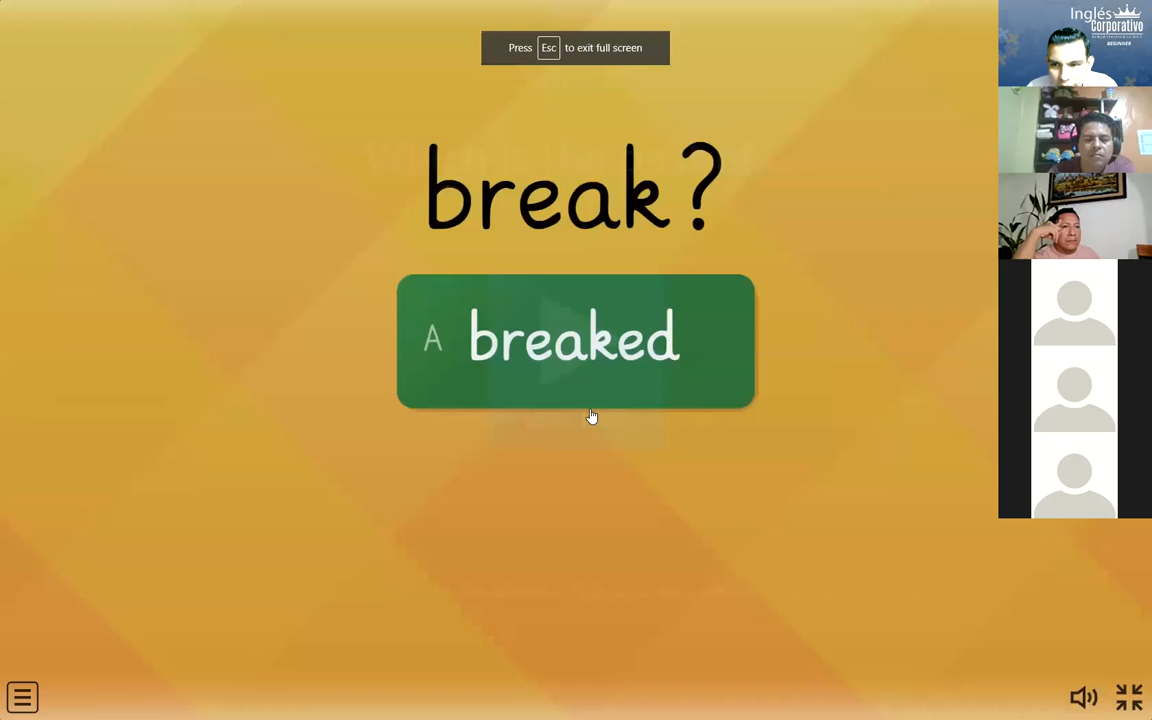 Press Esc to exit full screen
Inglés
Corporativo
BEGINNER
break?
A breaked